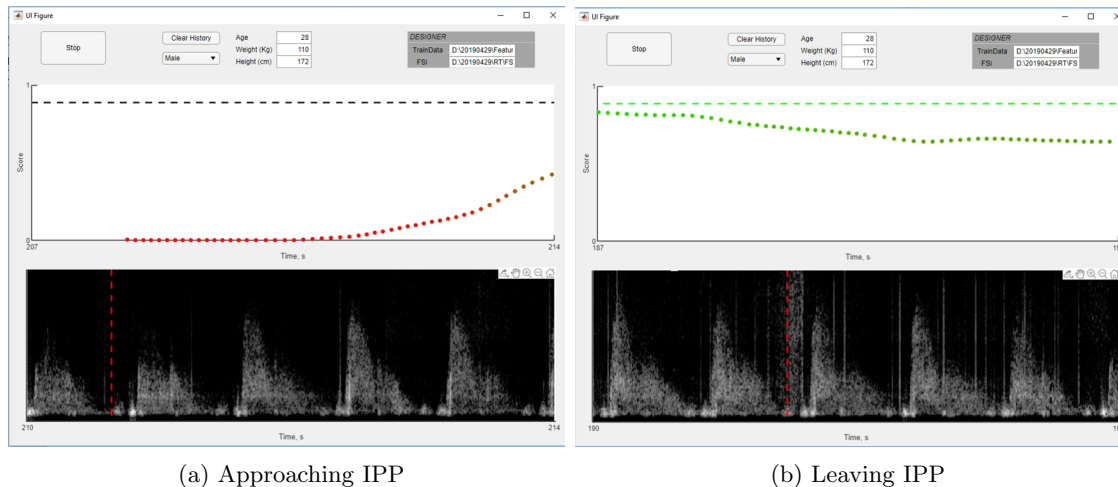 UI Figure
Stop
Clear History
Male
Age 28
Weight (Kg) 110
Height (cm) 172
DESIGNER
TrainData D:\20190429\Featur
FSi D:\20190429\RT\FS
1
Score
0
207 214
Time, s
210 214
Time, s
(a) Approaching IPP
UI Figure
Stop
Clear History
Male
Age 28
Weight (Kg) 110
Height (cm) 172
DESIGNER
TrainData D:\20190429\Featur
FSi D:\20190429\RT\FS
1
Score
0
187
Time, s
190
Time, s
(b) Leaving IPP